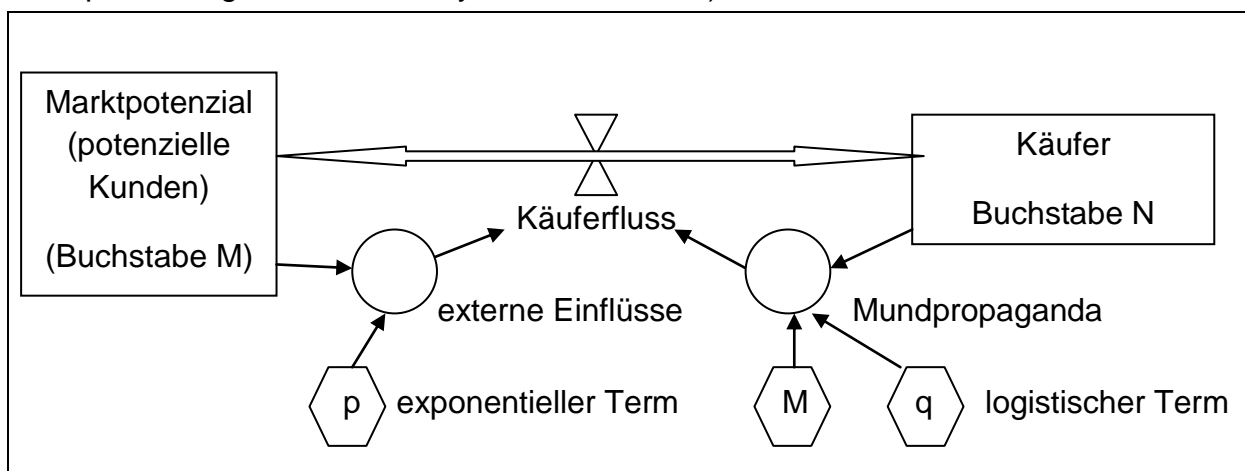 Marktpotenzial
(potenzielle
Kunden)
(Buchstabe M)
Käufer
Buchstabe N
Käuferfluss
externe Einflüsse
Mundpropaganda
p
exponentieller Term
M
q
logistischer Term